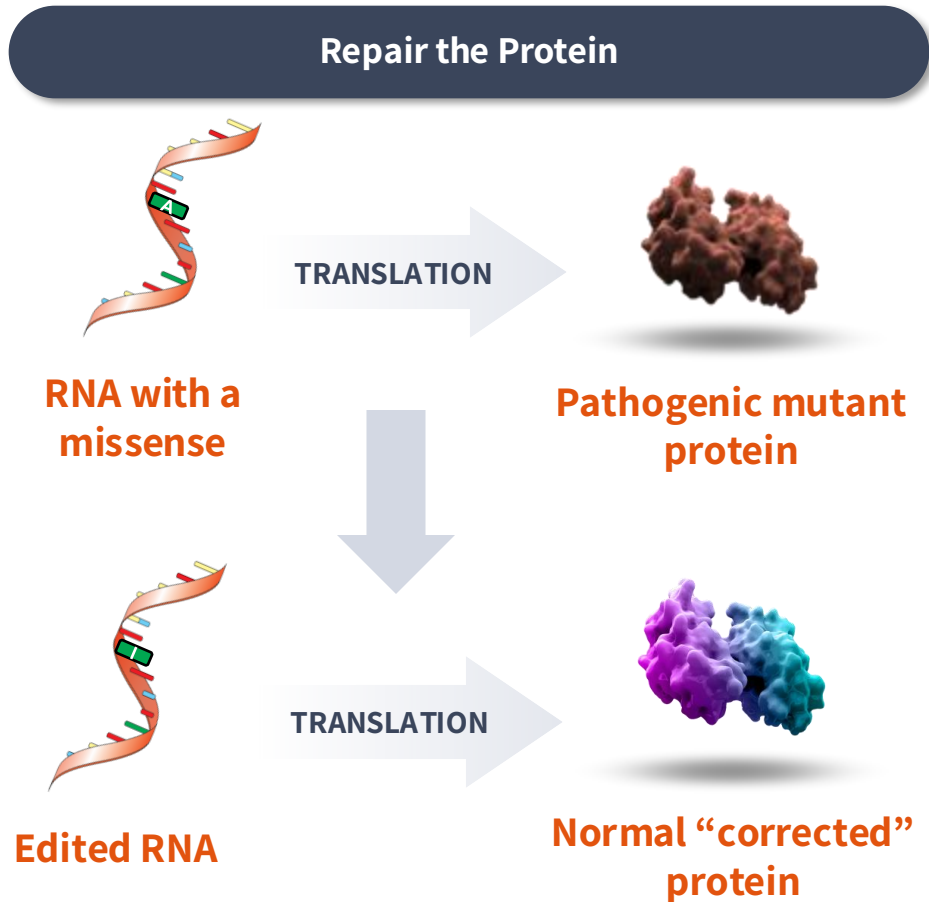 Repair the Protein
A
TRANSLATION
RNA with a
missense
Pathogenic mutant
protein
I
TRANSLATION
Edited RNA
Normal “corrected”
protein